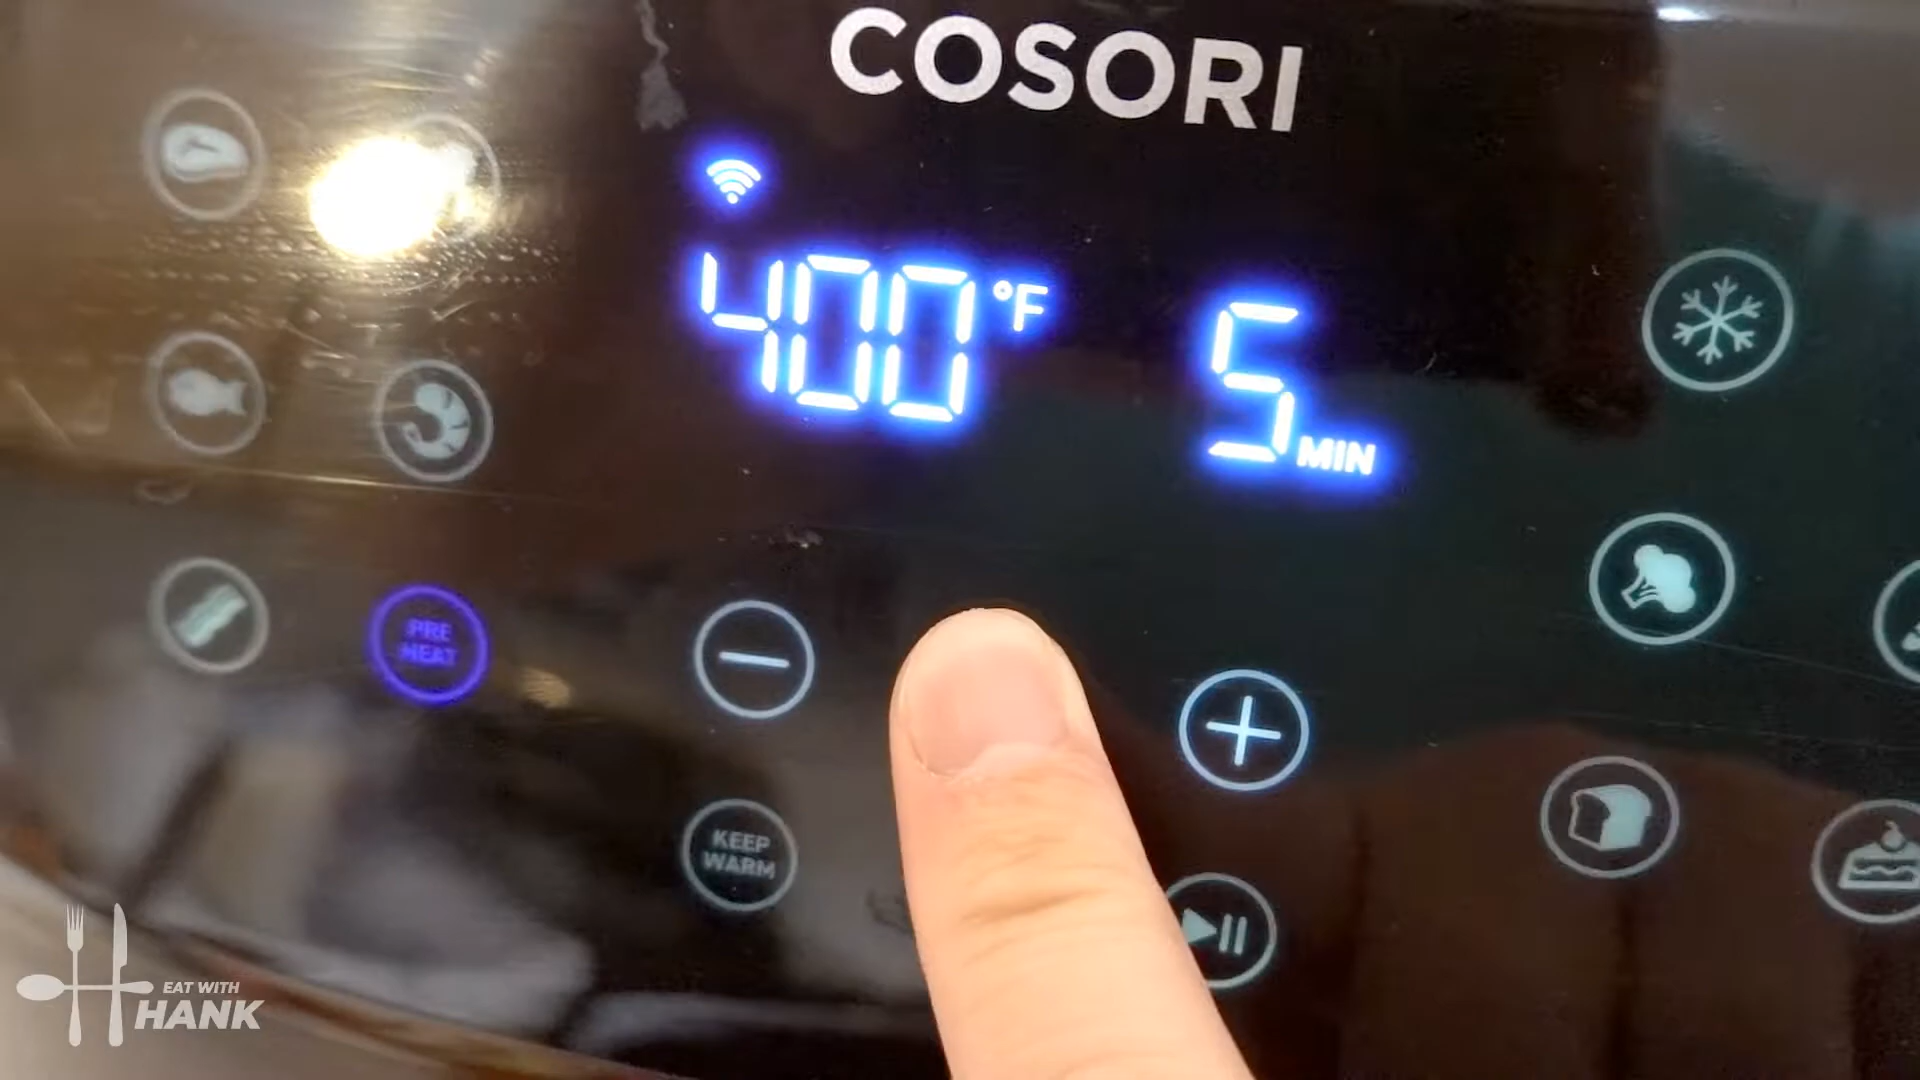 COSORI
400 °F 5 MIN
PRE
HEAT
KEEP
WARM
EAT WITH
HANK